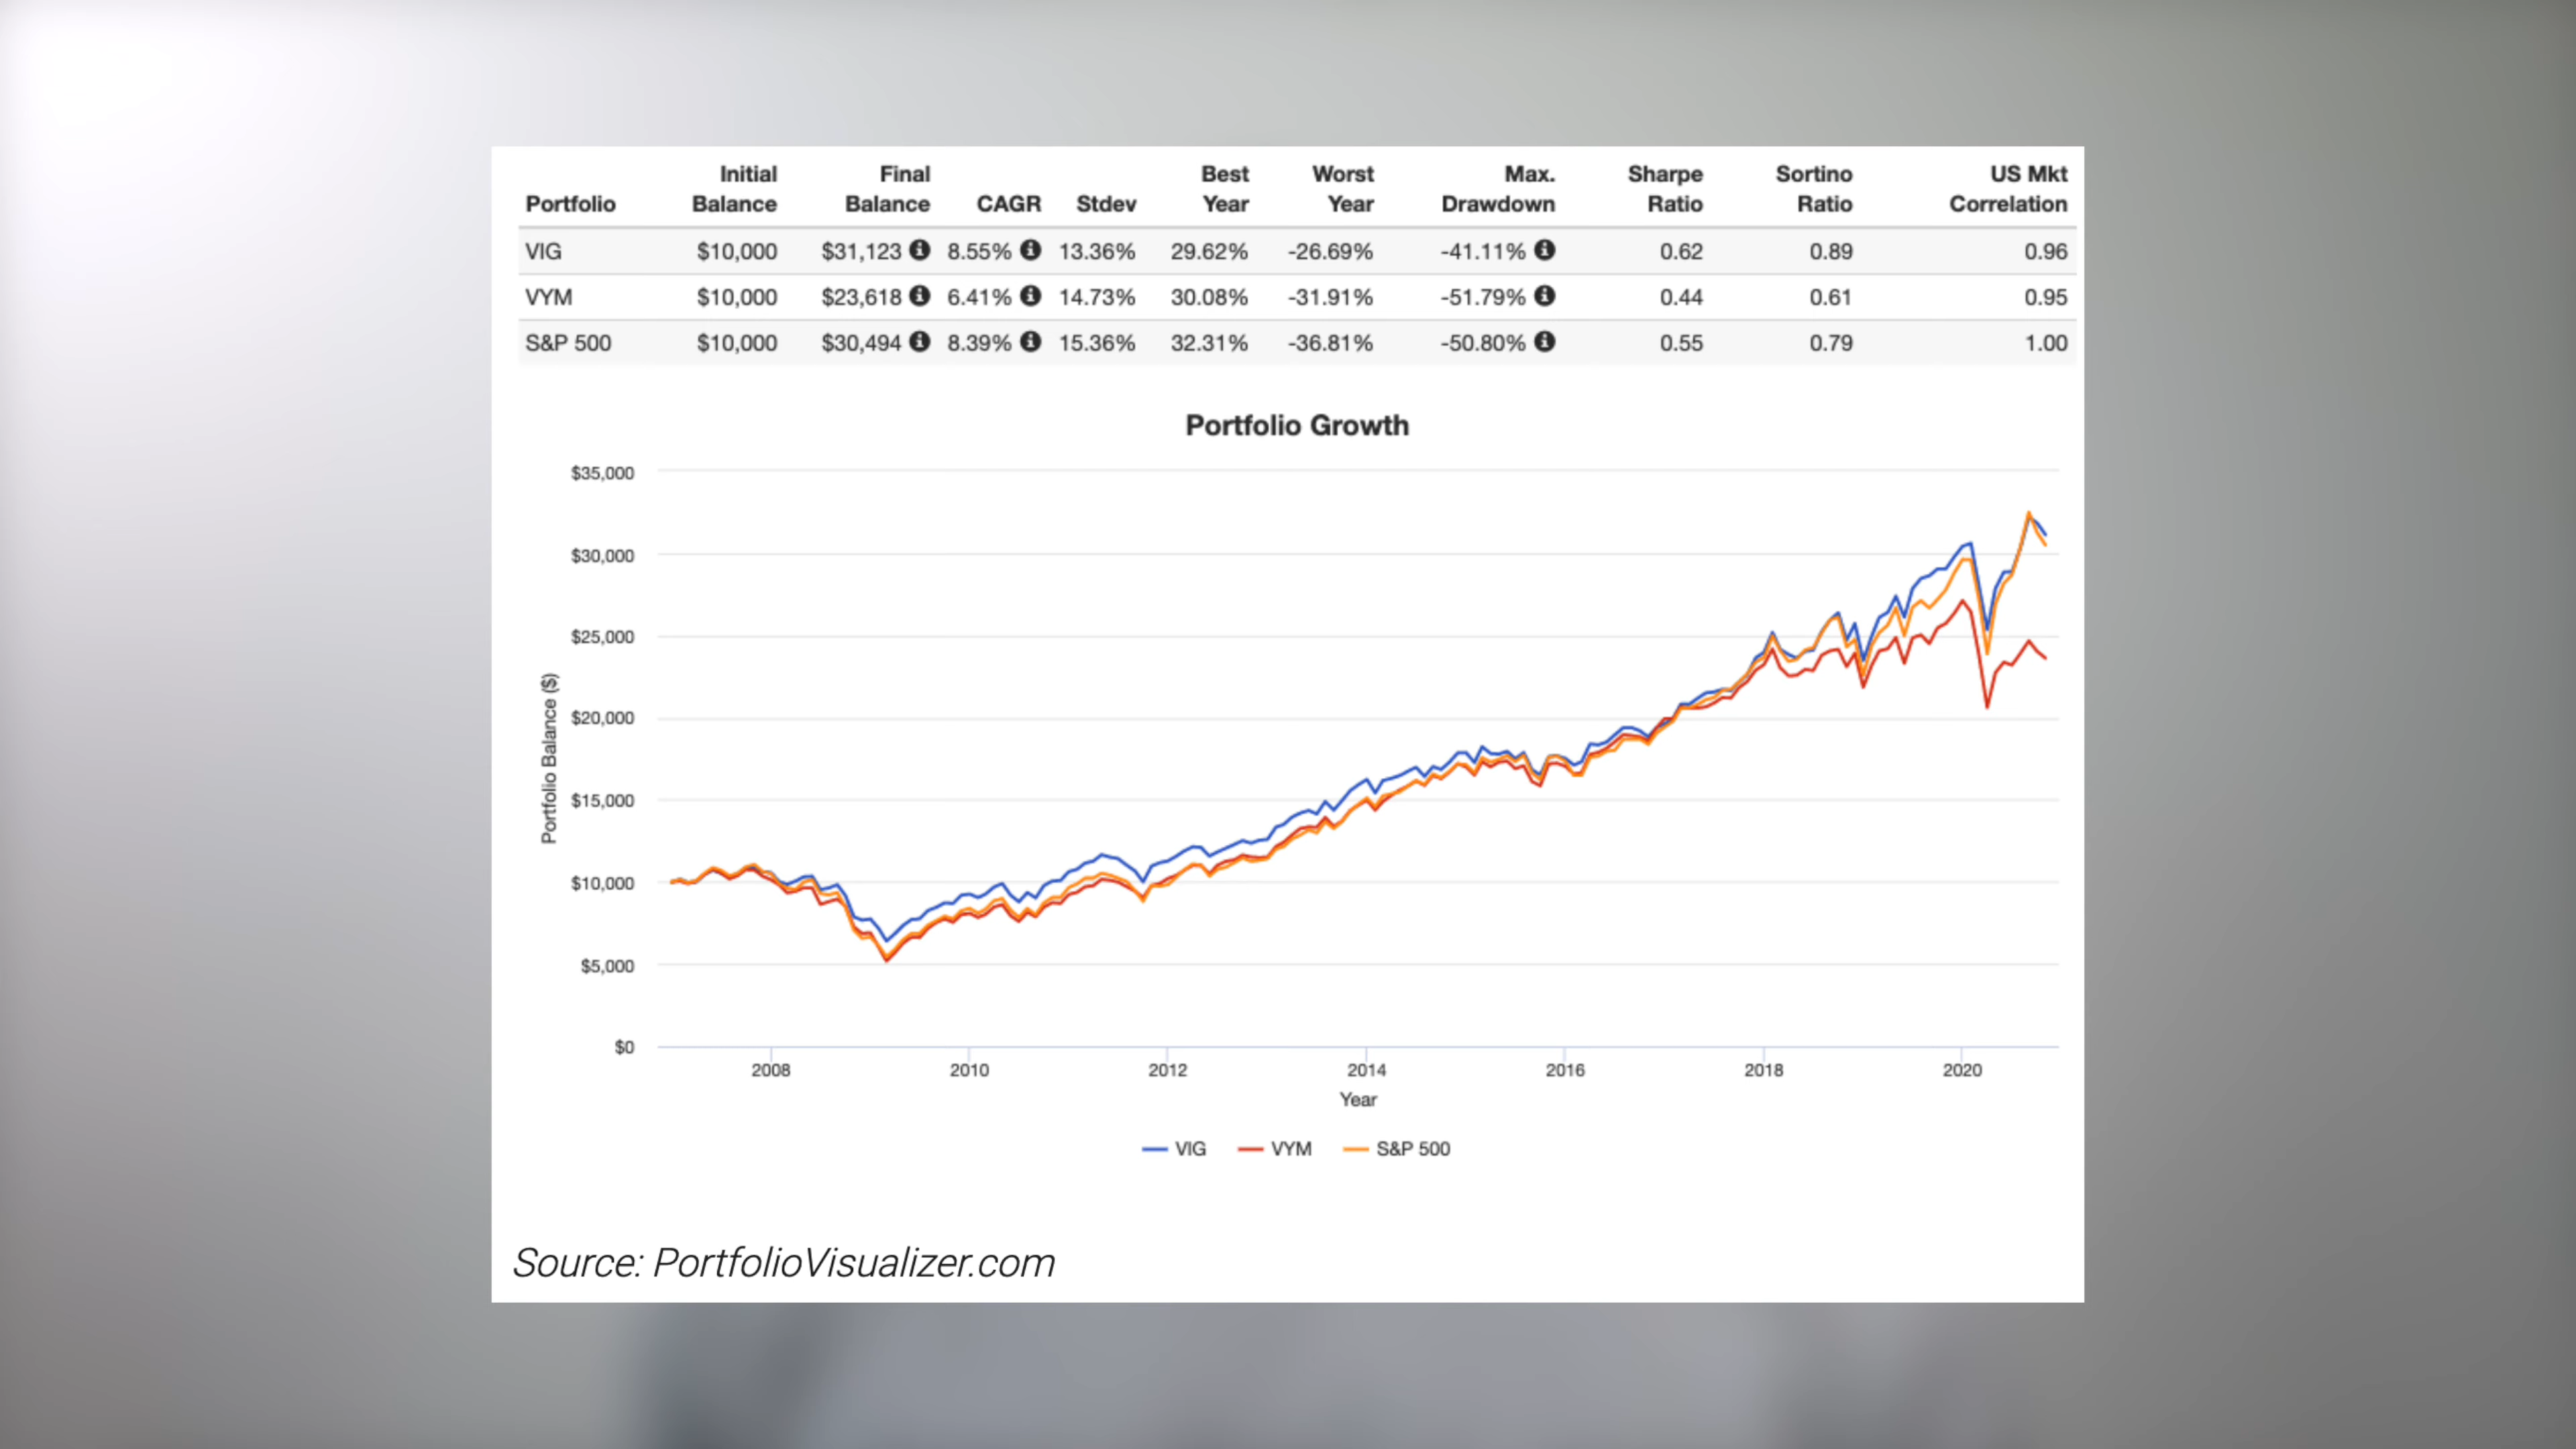 Initial Final Best Worst Max. Sharpe Sortino US Mkt
Portfolio Balance Balance CAGR Stdev Year Year Drawdown Ratio Ratio Correlation
VIG $10,000 $31,123 8.55% 13.36% 29.62% -26.69% -41.11% 0.62 0.89 0.96
VYM $10,000 $23,618 6.41% 14.73% 30.08% -31.91% -51.79% 0.44 0.61 0.95
S&P 500 $10,000 $30,494 8.39% 15.36% 32.31% -36.81% -50.80% 0.55 0.79 1.00
Portfolio Growth
$35,000
$30,000
$25,000
$20,000
$15,000
$10,000
$5,000
$0
Portfolio Balance ($)
2008 2010 2012 2014 2016 2018 2020
Year
VIG VYM S&P 500
Source: PortfolioVisualizer.com